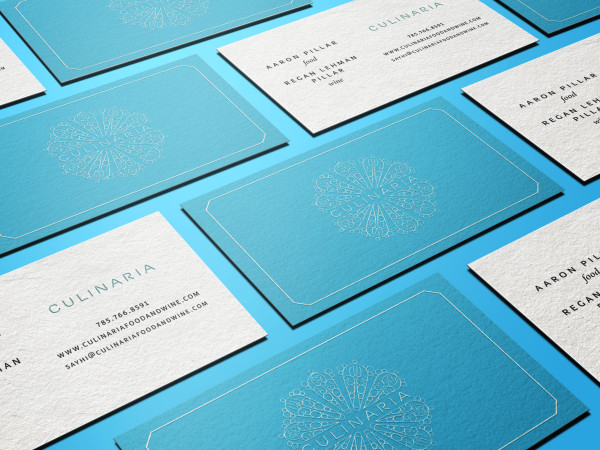 CULINARIA
785.766.8591
WWW.CULINARIAFOODANDWINE.COM
SAYHI@CULINARIAFOODANDWINE.COM
AARON PILLAR
food
REGAN LEHMAN
PILLAR
wine
AARON PILLAR
food
REGAN LEHMAN
PILLAR
CULINARIA
CULINARIA
785.766.8591
WWW.CULINARIAFOODANDWINE.COM
SAYHI@CULINARIAFOODANDWINE.COM
AARON
food
REGAN
CULINARIA